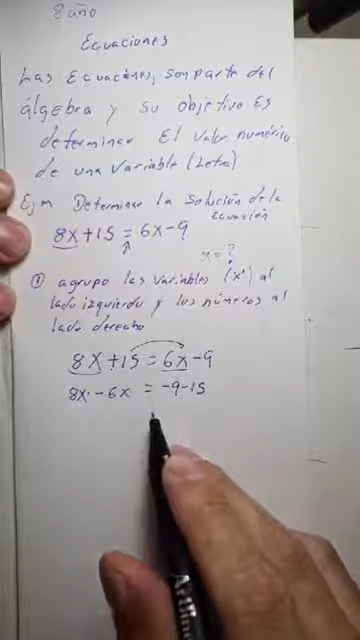 8 año
Ecuaciones
Las Ecuaciones, son parte del
álgebra y su objetivo Es
determinar El valor numérico
de una variable (Letra)
Ejm Determinar la solución de la
Ecuación
8x + 15 = 6x - 9
x = ?
① agrupo las variables (x') al
lado izquierdo y los números al
lado derecho
8x + 15 = 6x - 9
8x - 6x = -9 - 15
Artline